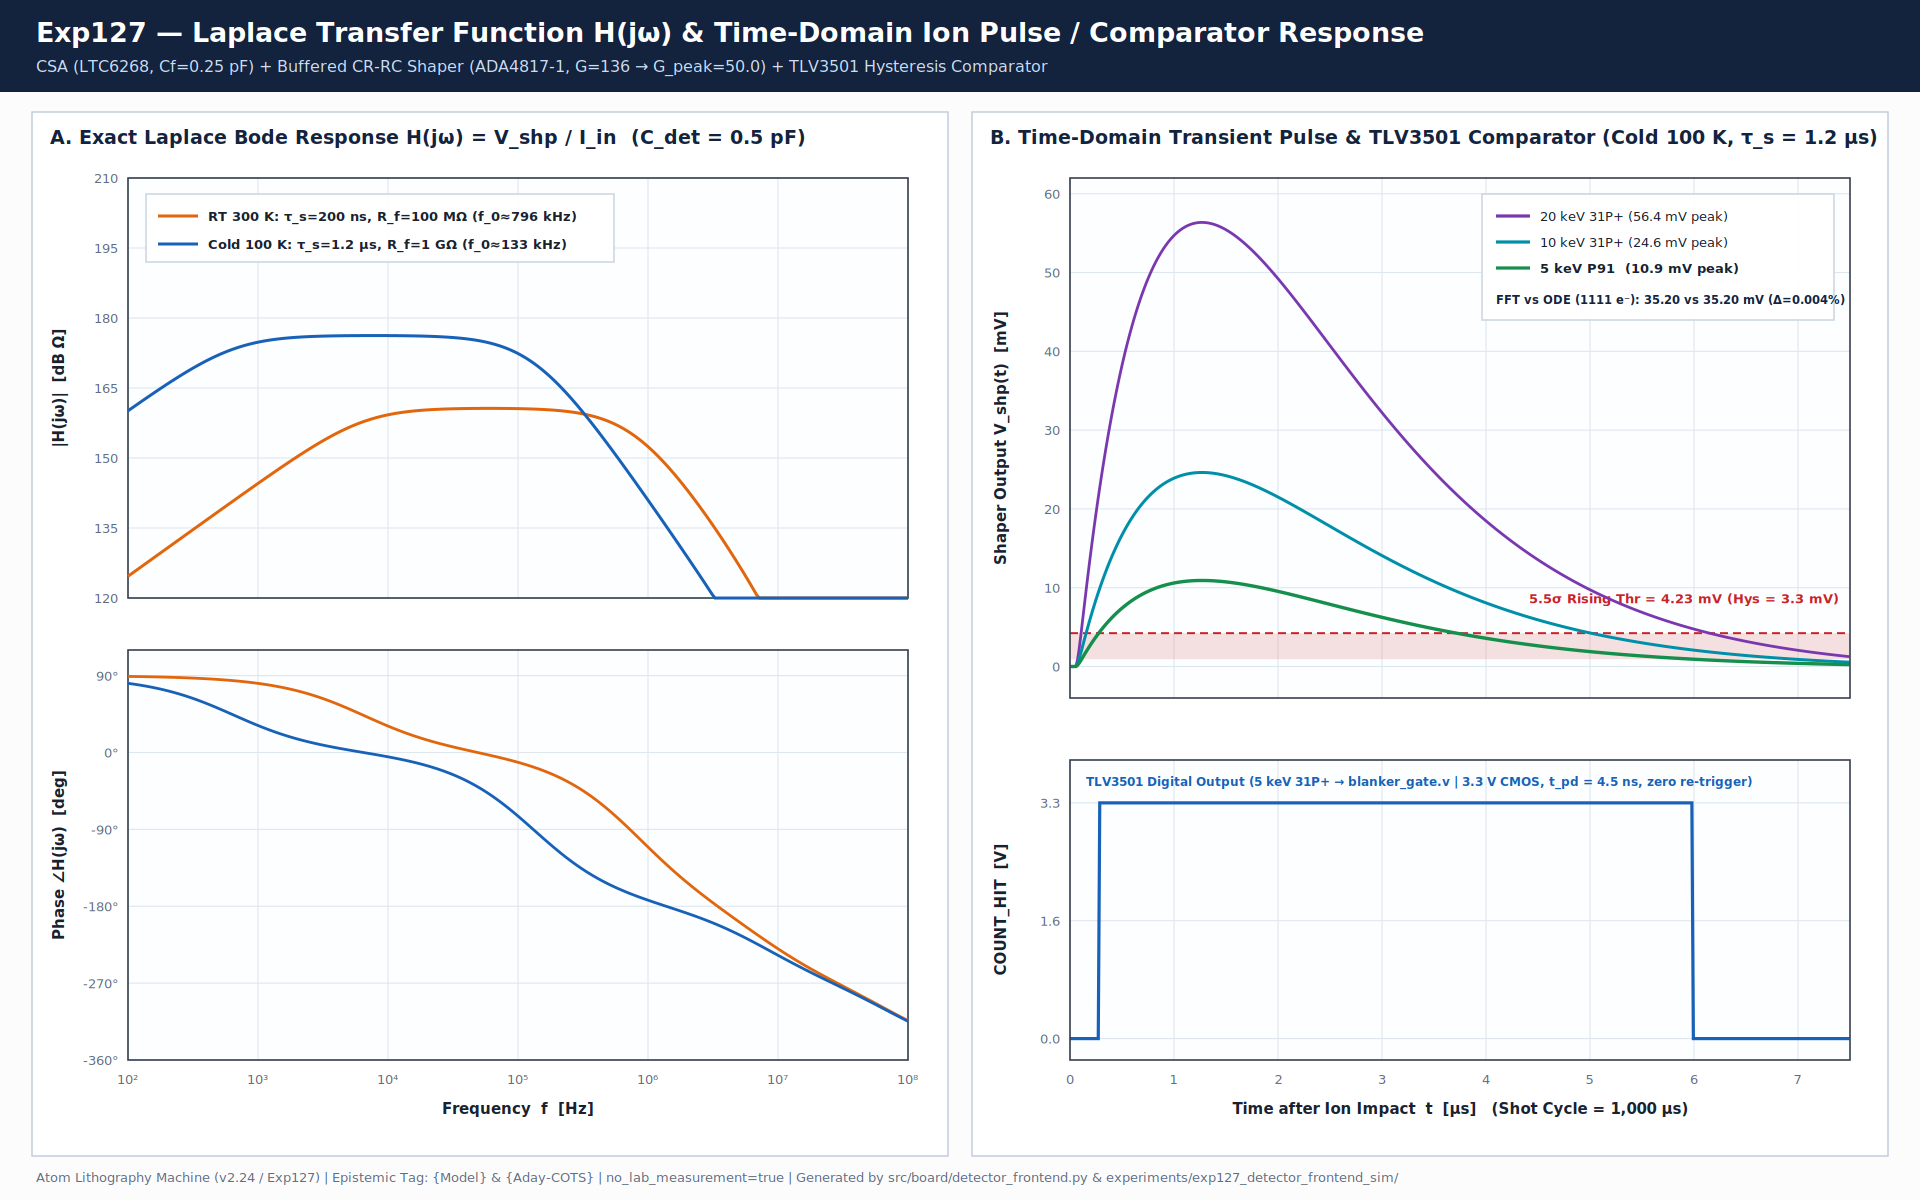 Exp127 — Laplace Transfer Function H(jω) & Time-Domain Ion Pulse / Comparator Response
CSA (LTC6268, Cf=0.25 pF) + Buffered CR-RC Shaper (ADA4817-1, G=136 → G_peak=50.0) + TLV3501 Hysteresis Comparator
A. Exact Laplace Bode Response H(jω) = V_shp / I_in (C_det = 0.5 pF)
210
195
180
165
150
135
120
|H(jω)| [dB Ω]
RT 300 K: τ_s=200 ns, R_f=100 MΩ (f_0≈796 kHz)
Cold 100 K: τ_s=1.2 µs, R_f=1 GΩ (f_0≈133 kHz)
90°
0°
-90°
-180°
-270°
-360°
Phase ∠H(jω) [deg]
10² 10³ 10⁴ 10⁵ 10⁶ 10⁷ 10⁸
Frequency f [Hz]
B. Time-Domain Transient Pulse & TLV3501 Comparator (Cold 100 K, τ_s = 1.2 µs)
60
50
40
30
20
10
0
Shaper Output V_shp(t) [mV]
20 keV 31P+ (56.4 mV peak)
10 keV 31P+ (24.6 mV peak)
5 keV P91 (10.9 mV peak)
FFT vs ODE (1111 e⁻): 35.20 vs 35.20 mV (Δ=0.004%)
5.5σ Rising Thr = 4.23 mV (Hys = 3.3 mV)
TLV3501 Digital Output (5 keV 31P+ → blanker_gate.v | 3.3 V CMOS, t_pd = 4.5 ns, zero re-trigger)
3.3
1.6
0.0
COUNT_HIT [V]
0 1 2 3 4 5 6 7
Time after Ion Impact t [µs] (Shot Cycle = 1,000 µs)
Atom Lithography Machine (v2.24 / Exp127) | Epistemic Tag: {Model} & {Aday-COTS} | no_lab_measurement=true | Generated by src/board/detector_frontend.py & experiments/exp127_detector_frontend_sim/